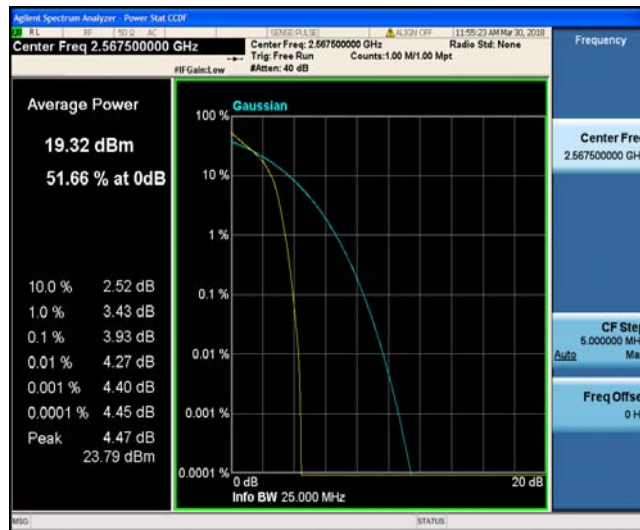 Agilent Spectrum Analyzer - Power Stat CCDF
RL RF 50 Ω AC SENSE:PULSE ALIGN OFF 11:55:23 AM Mar 30, 2018
Center Freq 2.567500000 GHz
Center Freq: 2.567500000 GHz Radio Std: None
Trig: Free Run Counts:1.00 M/1.00 Mpt
#IFGain:Low #Atten: 40 dB
Frequency
Average Power
19.32 dBm
51.66 % at 0dB
10.0 % 2.52 dB
1.0 % 3.43 dB
0.1 % 3.93 dB
0.01 % 4.27 dB
0.001 % 4.40 dB
0.0001 % 4.45 dB
Peak 4.47 dB
23.79 dBm
Gaussian
100 %
10 %
1 %
0.1 %
0.01 %
0.001 %
0.0001 %
0 dB 20 dB
Info BW 25.000 MHz
Center Fre
2.567500000 GH
CF Step
5.000000 MH
Auto Ma
Freq Offse
0 H
MSG STATUS